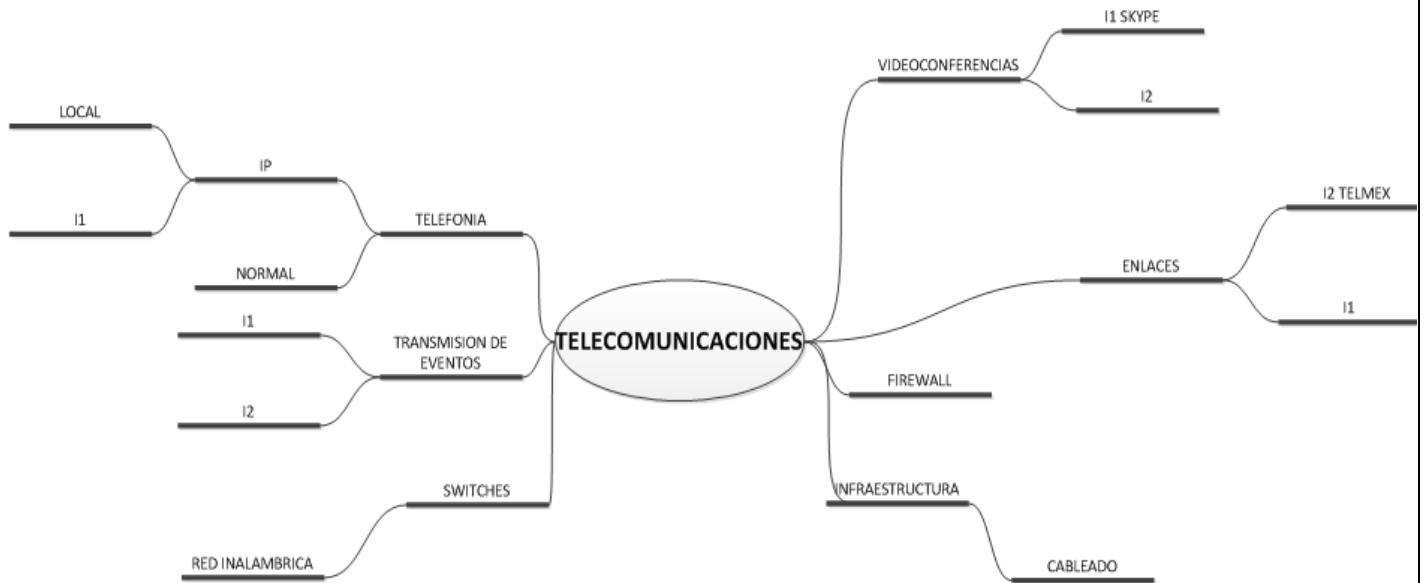 I1 SKYPE
VIDEOCONFERENCIAS
I2
LOCAL
IP
I1
TELEFONIA
NORMAL
I1
TRANSMISION DE
EVENTOS
I2
SWITCHES
RED INALAMBRICA
TELECOMUNICACIONES
I2 TELMEX
ENLACES
I1
FIREWALL
INFRAESTRUCTURA
CABLEADO